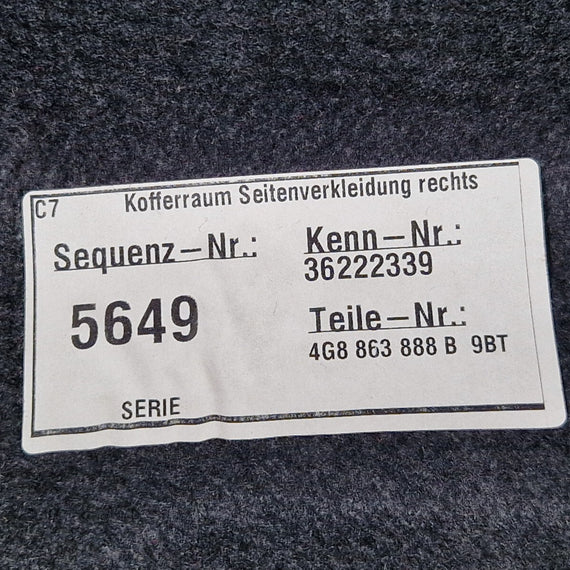 C7 Kofferraum Seitenverkleidung rechts
Sequenz-Nr.:
5649
SERIE
Kenn-Nr.:
36222339
Teile-Nr.:
4G8 863 888 B 9BT